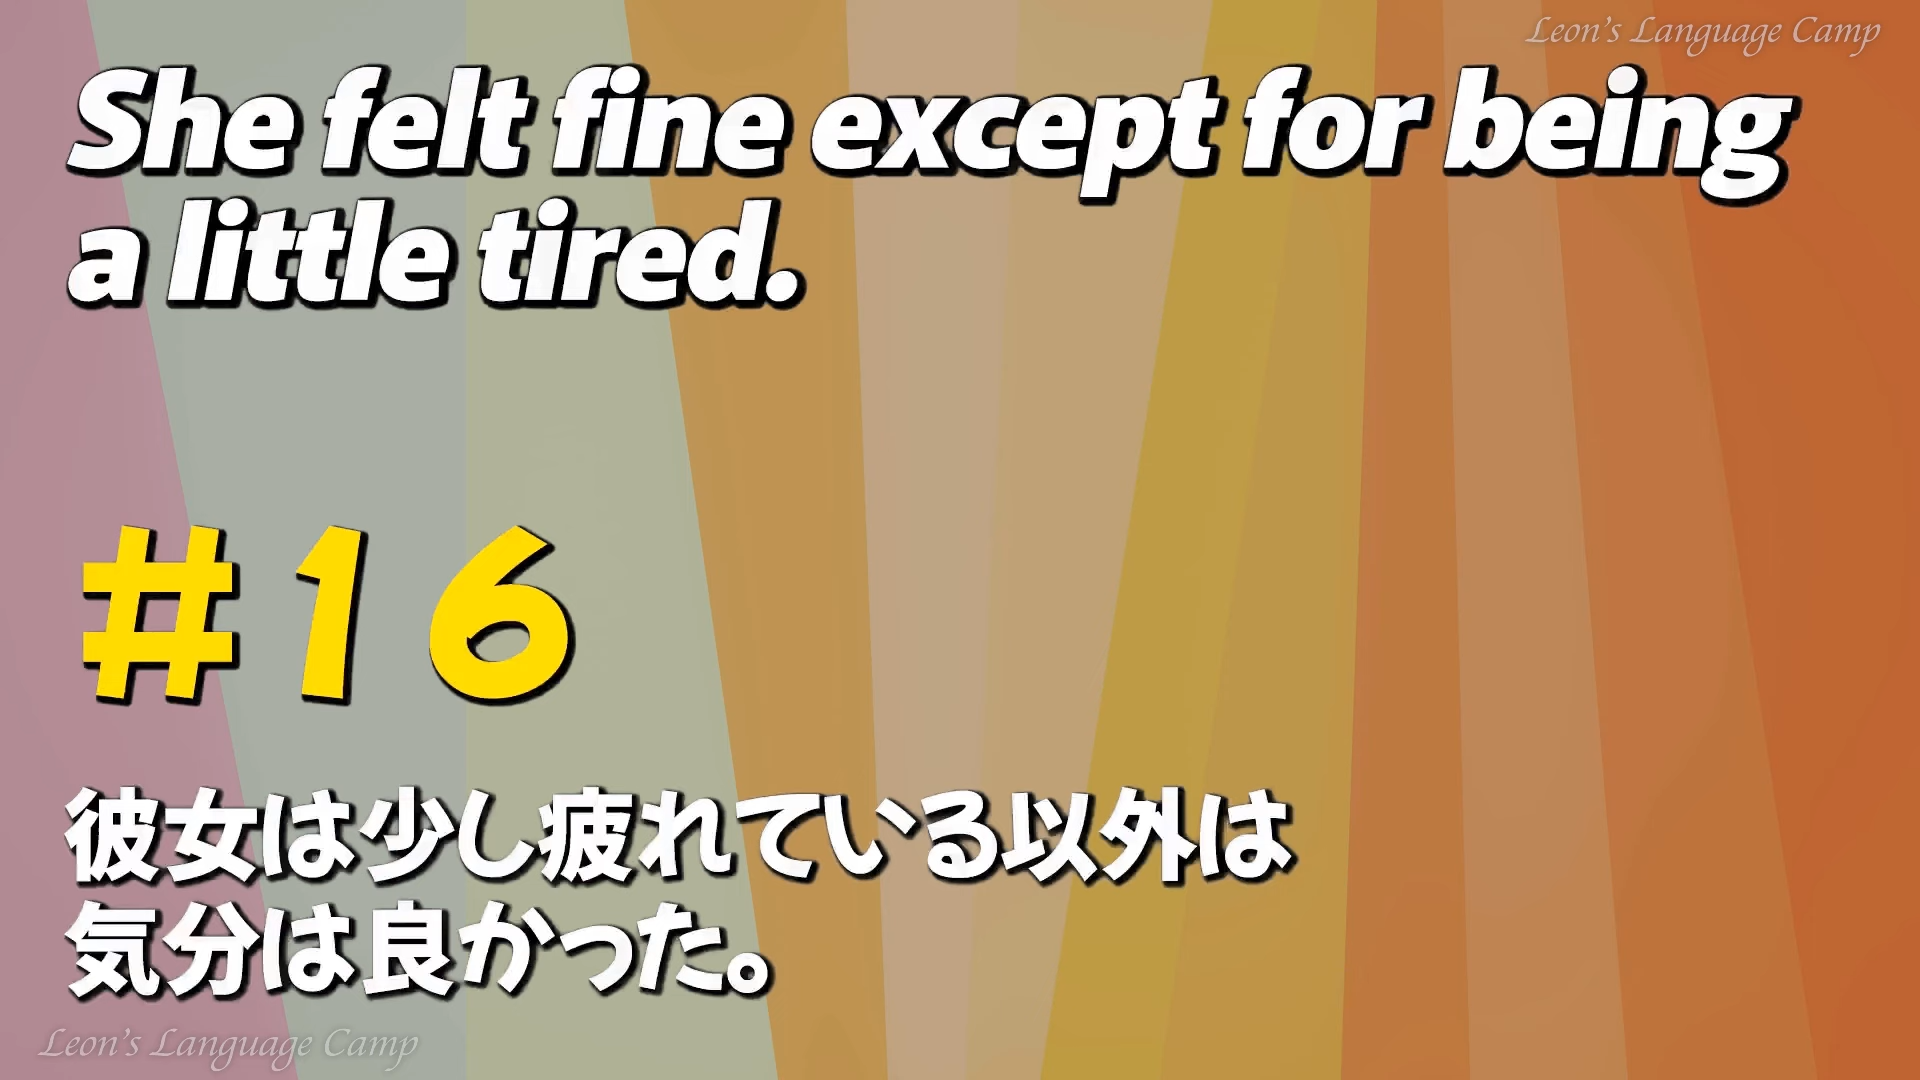 Leon's Language Camp
She felt fine except for being
a little tired.
#16
彼女は少し疲れている以外は
気分は良かった。
Leon's Language Camp